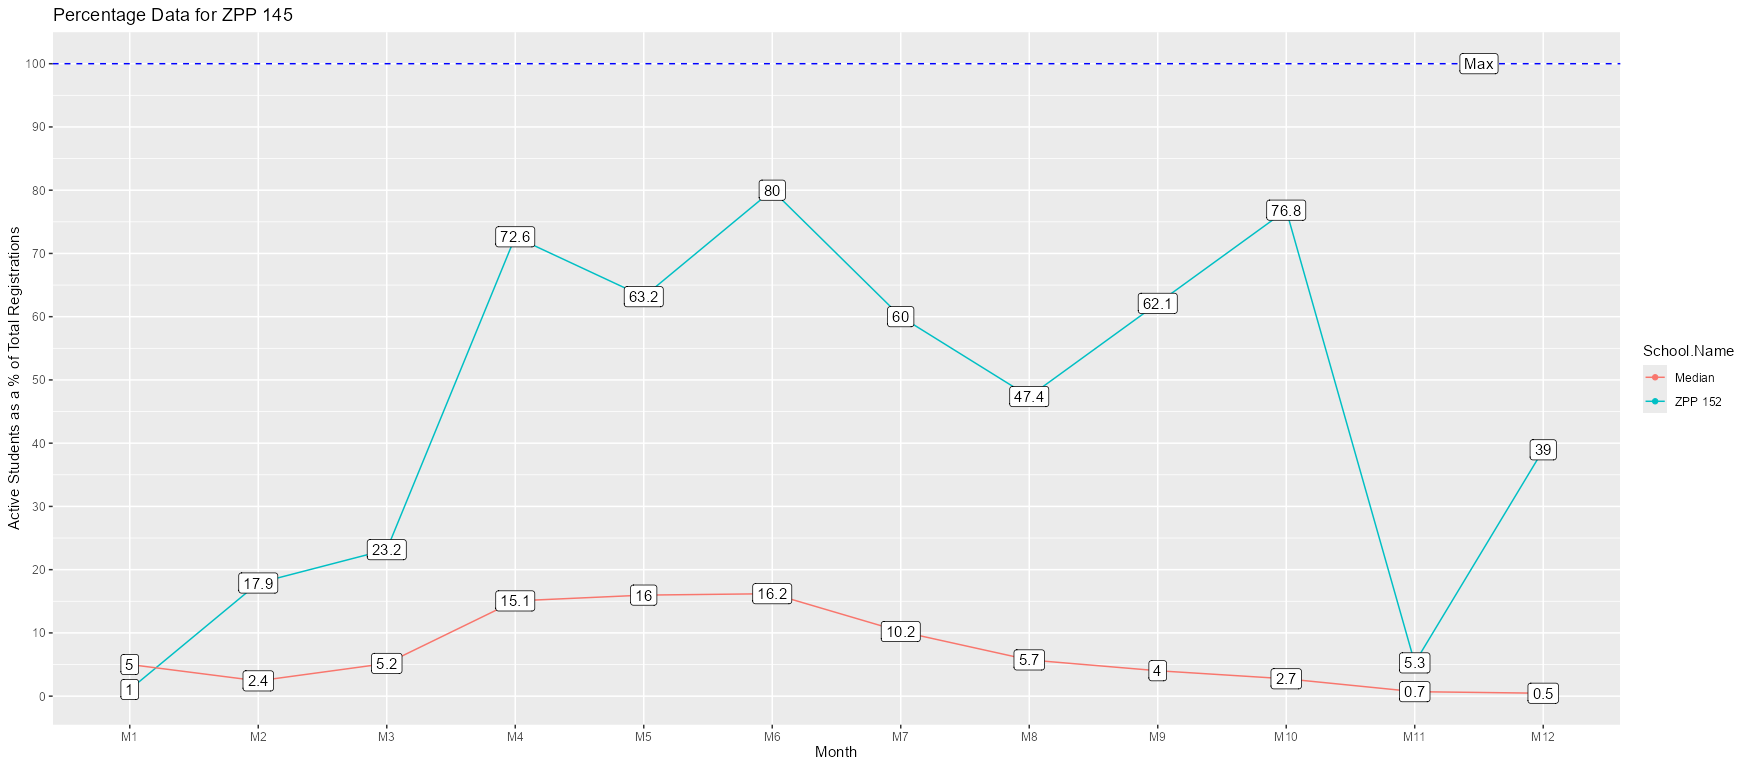 Percentage Data for ZPP 145
Active Students as a % of Total Registrations
100
90
80
70
60
50
40
30
20
10
0
Max
1
17.9
23.2
72.6
63.2
80
60
47.4
62.1
76.8
5.3
39
5
2.4
5.2
15.1
16
16.2
10.2
5.7
4
2.7
0.7
0.5
M1
M2
M3
M4
M5
M6
M7
M8
M9
M10
M11
M12
Month
School.Name
Median
ZPP 152